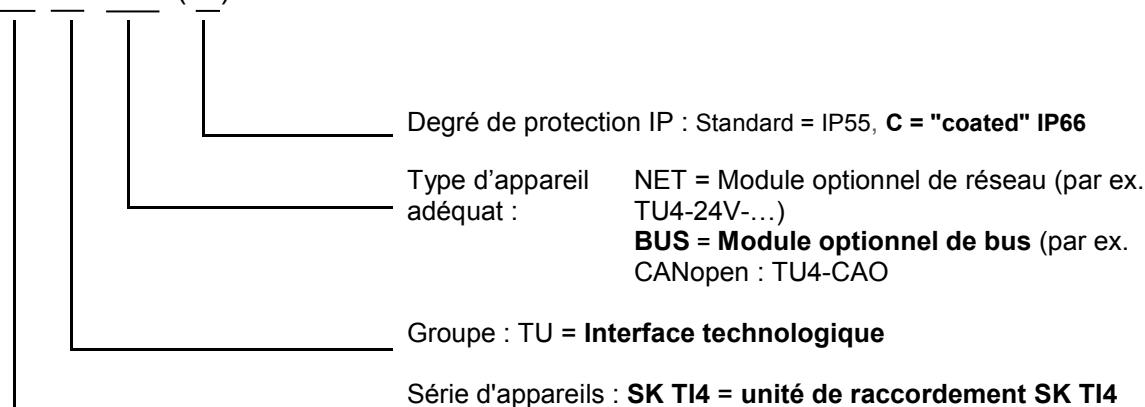 Degré de protection IP : Standard = IP55, C = "coated" IP66
Type d’appareil adéquat :
NET = Module optionnel de réseau (par ex. TU4-24V-…)
BUS = Module optionnel de bus (par ex. CANopen : TU4-CAO
Groupe : TU = Interface technologique
Série d'appareils : SK TI4 = unité de raccordement SK TI4